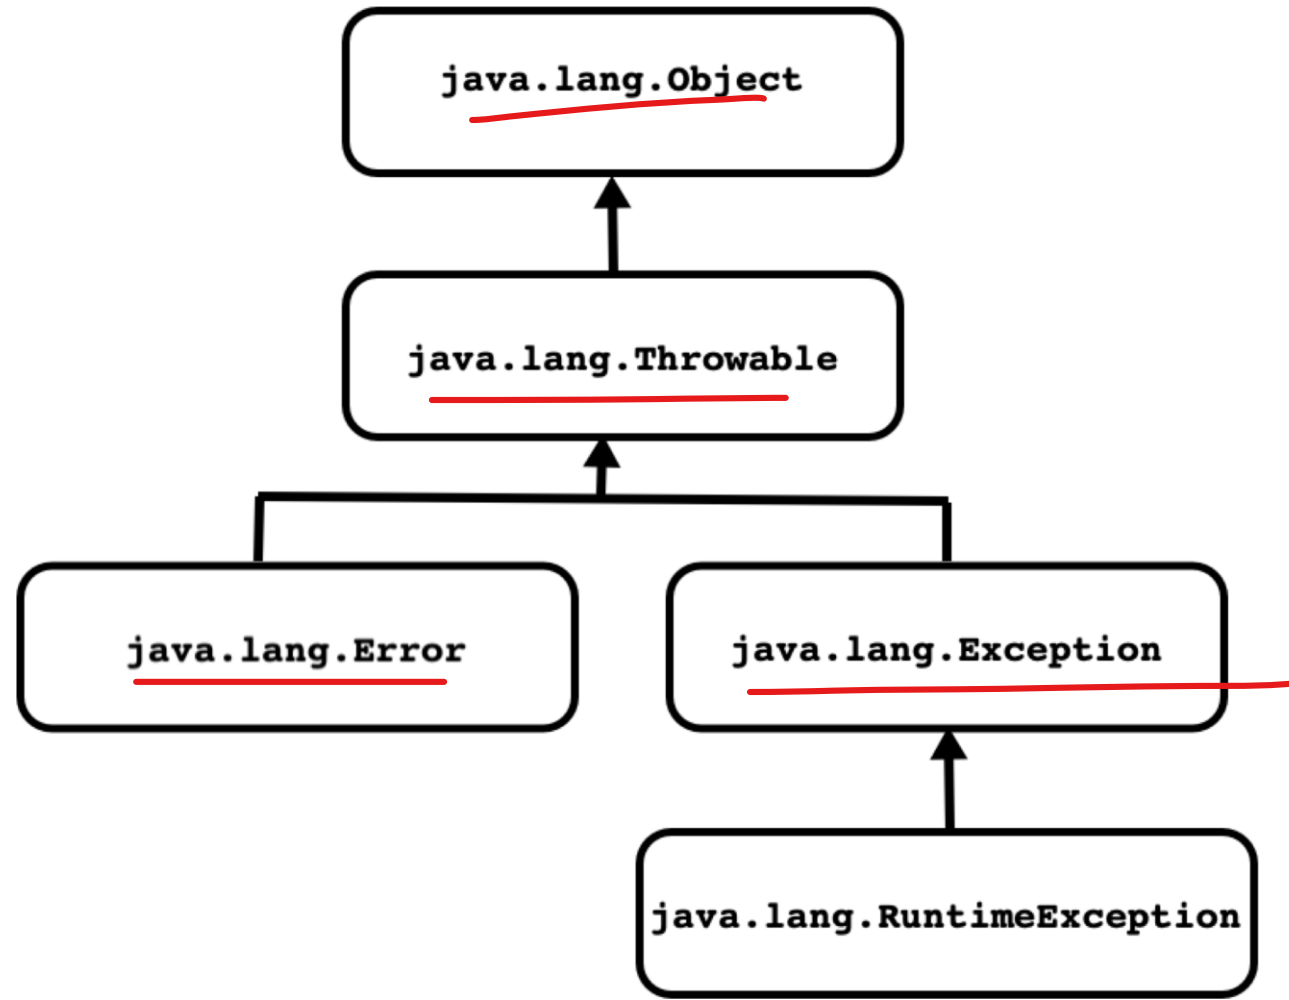 java.lang.Object
java.lang.Throwable
java.lang.Error
java.lang.Exception
java.lang.RuntimeException